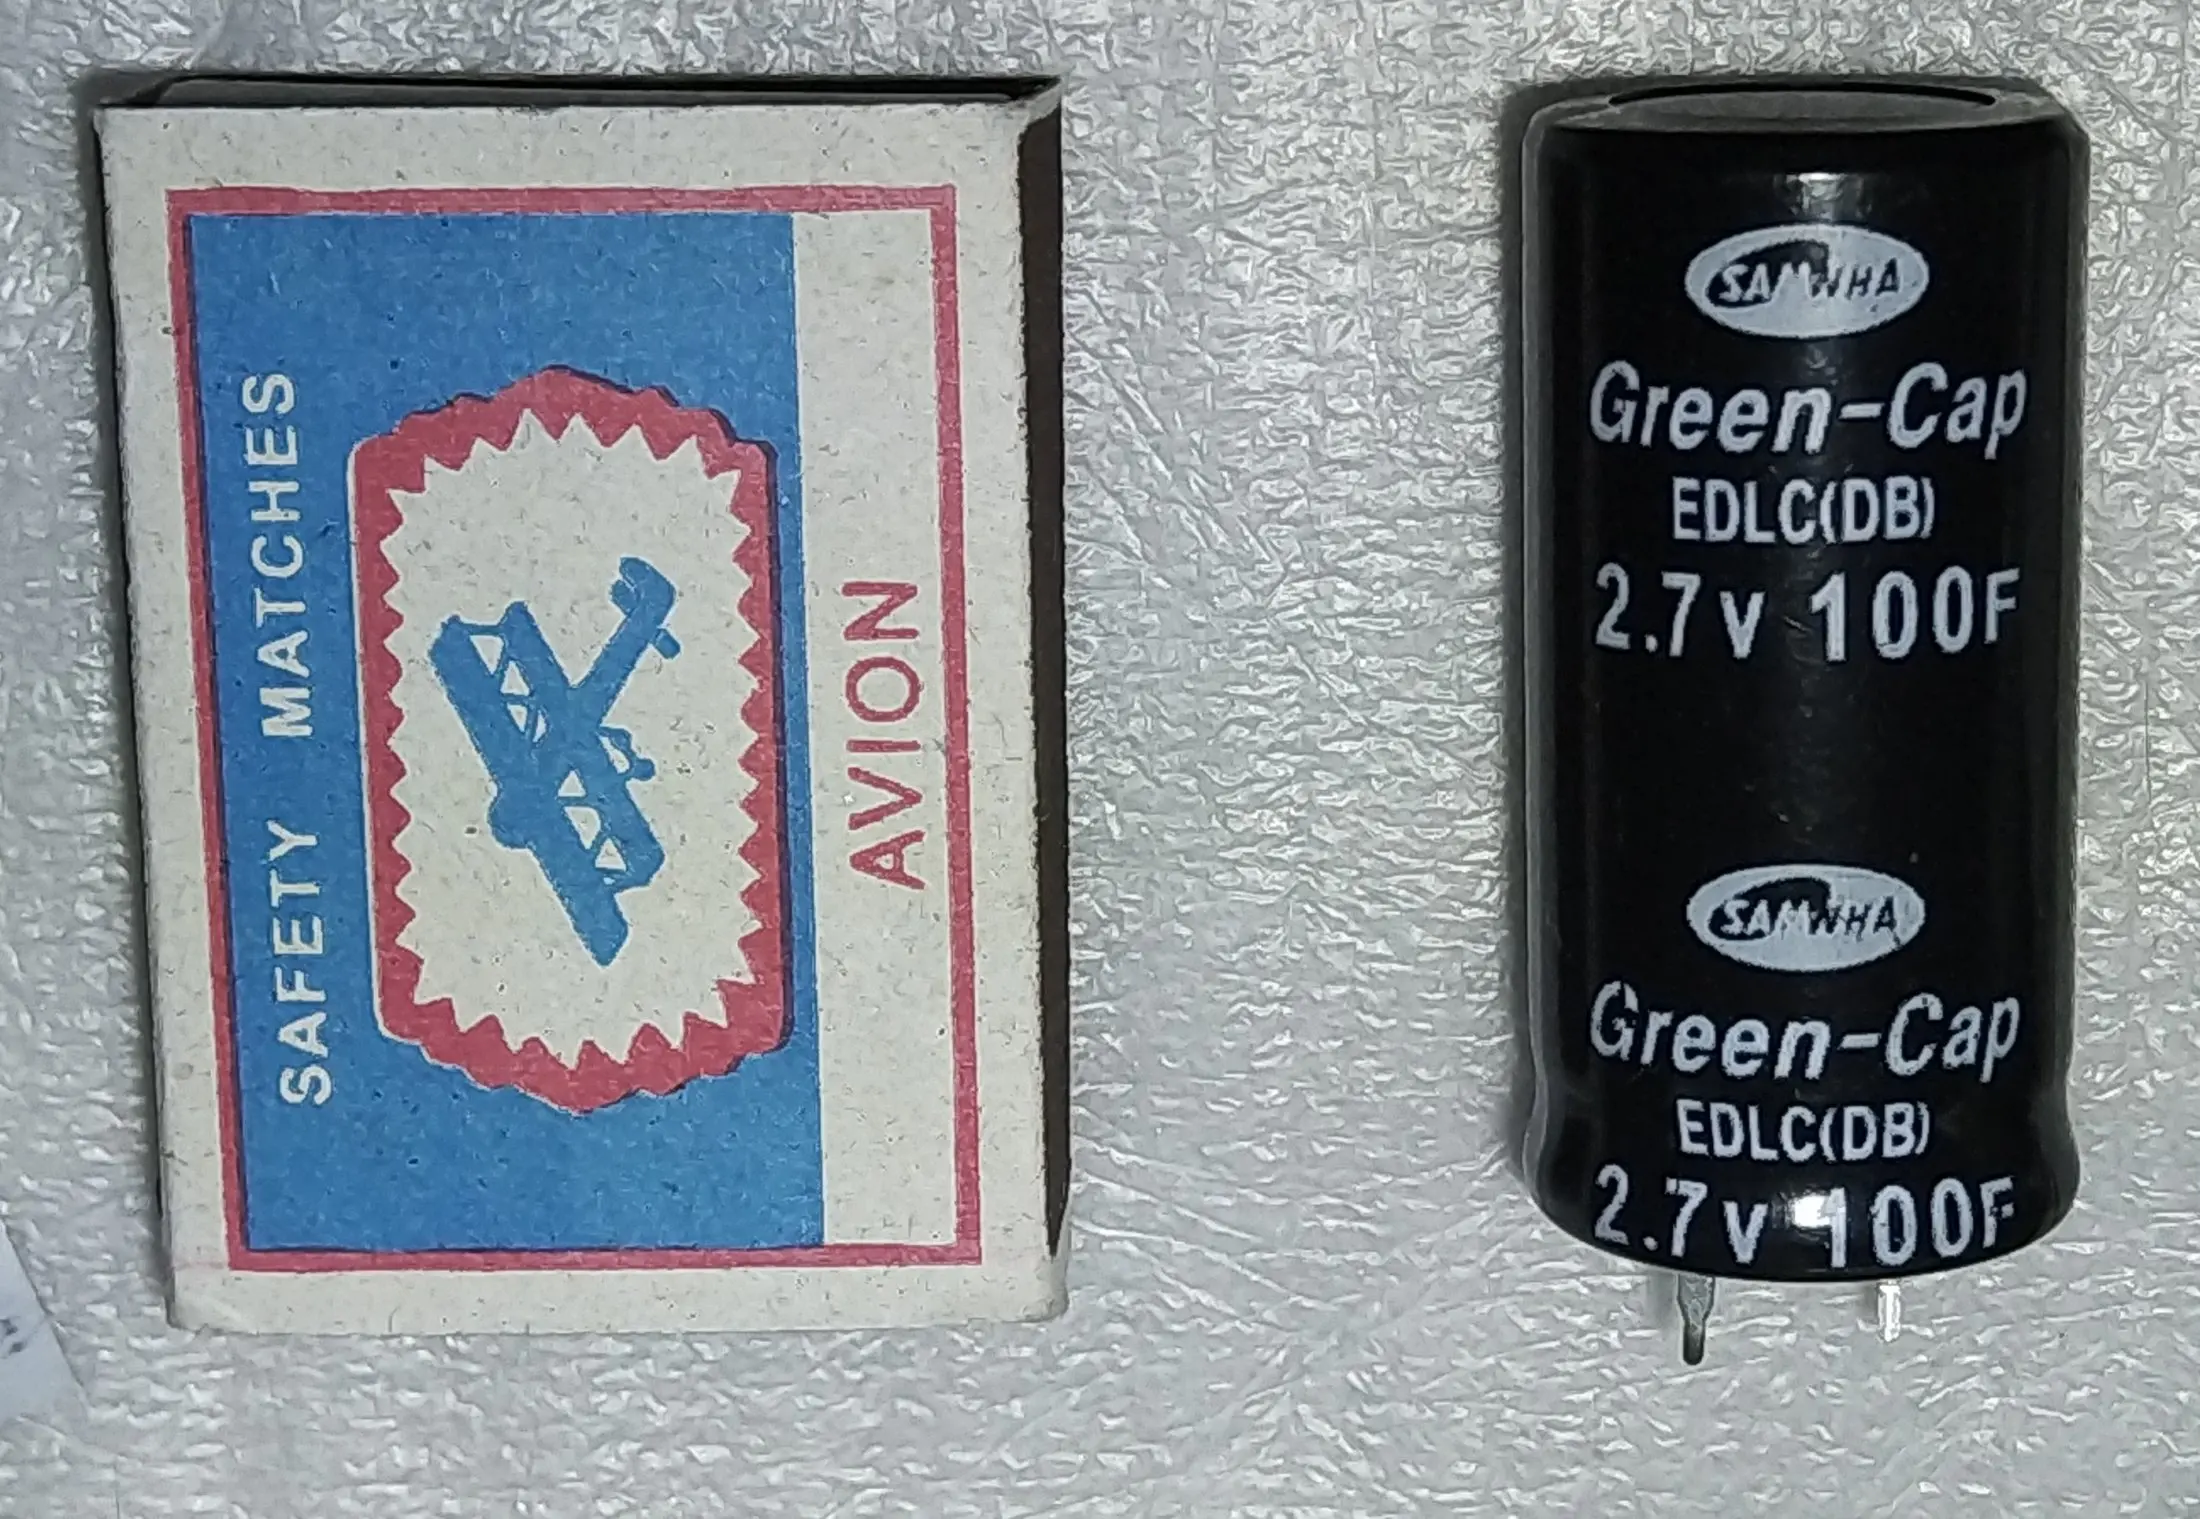 SAFETY MATCHES
AVION
SAMWHA
Green-Cap
EDLC(DB)
2.7V 100F
SAMWHA
Green-Cap
EDLC(DB)
2.7V 100F